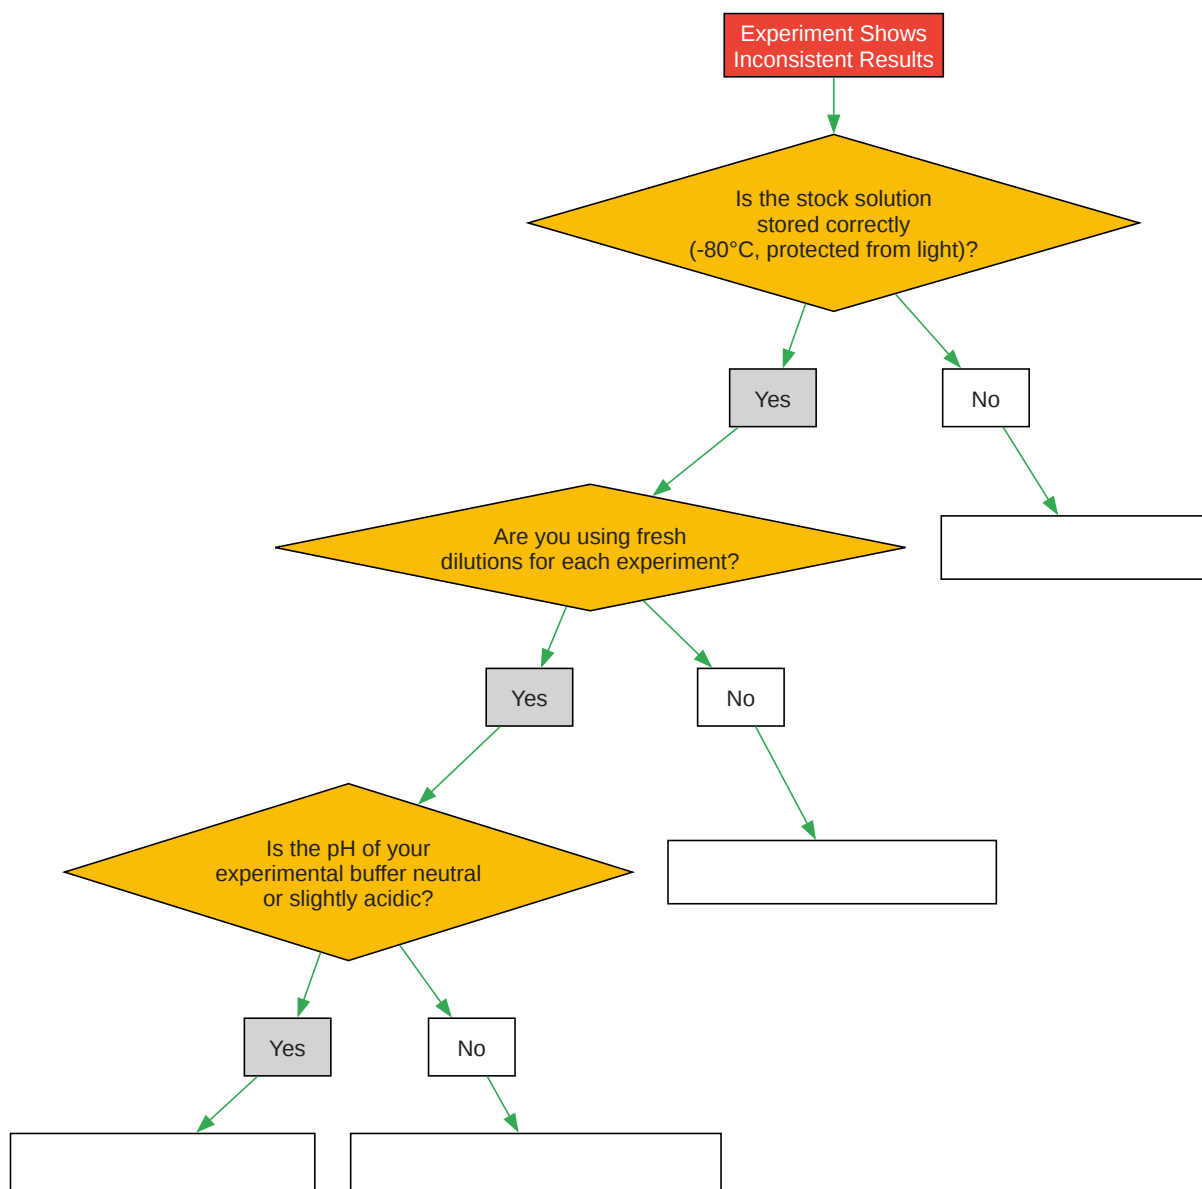 Experiment Shows
Inconsistent Results
Is the stock solution
stored correctly
(-80°C, protected from light)?
Yes
No
Are you using fresh
dilutions for each experiment?
Yes
No
Is the pH of your
experimental buffer neutral
or slightly acidic?
Yes
No